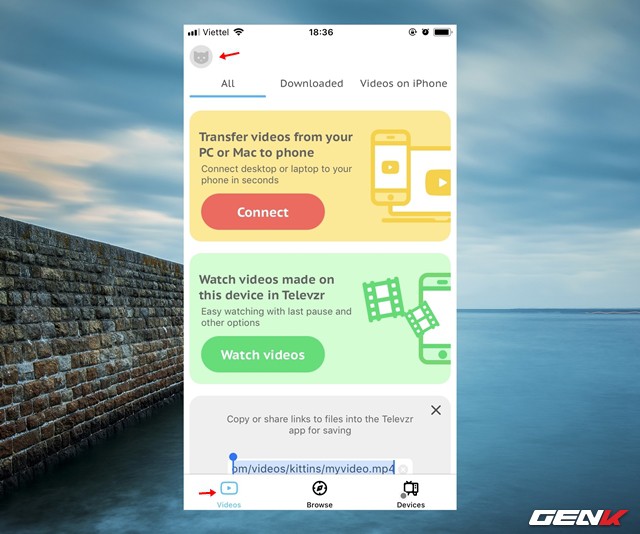 Viettel 18:36
All Downloaded Videos on iPhone
Transfer videos from your
PC or Mac to phone
Connect desktop or laptop to your
phone in seconds
Connect
Watch videos made on
this device in Televzr
Easy watching with last pause and
other options
Watch videos
Copy or share links to files into the Televzr
app for saving
om/videos/kittins/myvideo.mp4
Videos Browse Devices
GENK